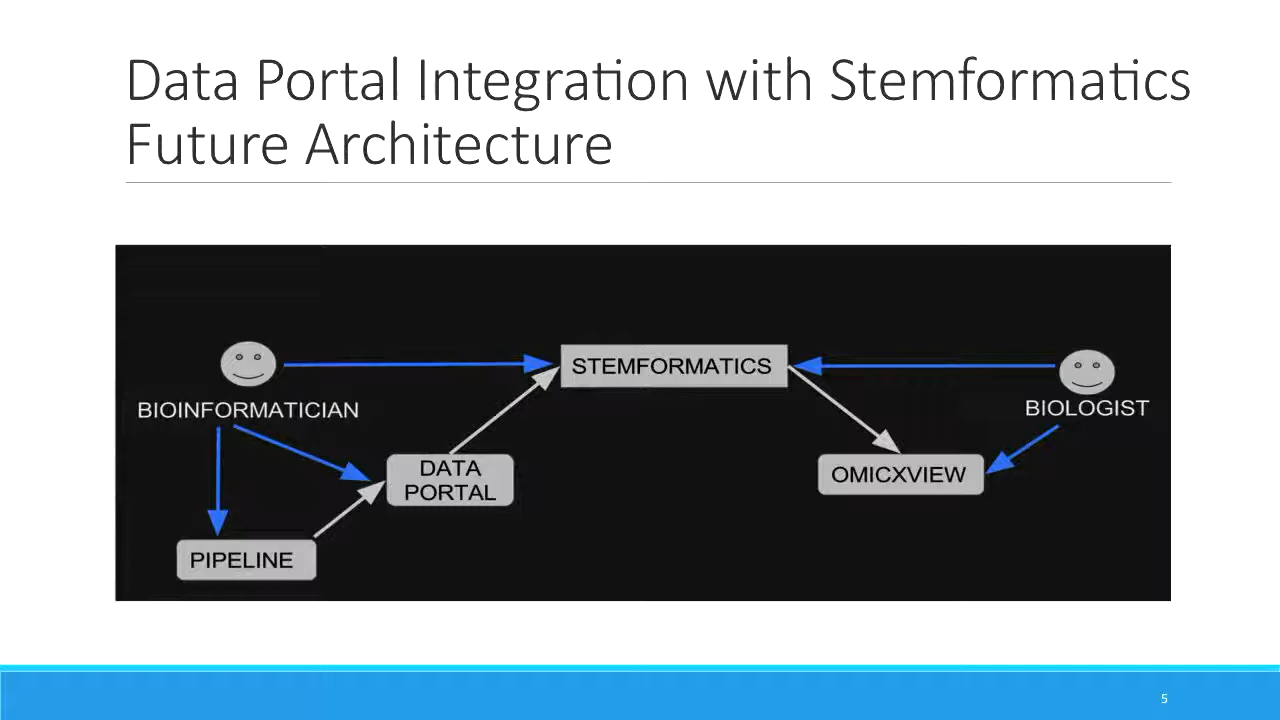 Data Portal Integration with Stemformatics
Future Architecture
STEMFORMATICS
BIOINFORMATICIAN
BIOLOGIST
DATA
PORTAL
OMICXVIEW
PIPELINE
5